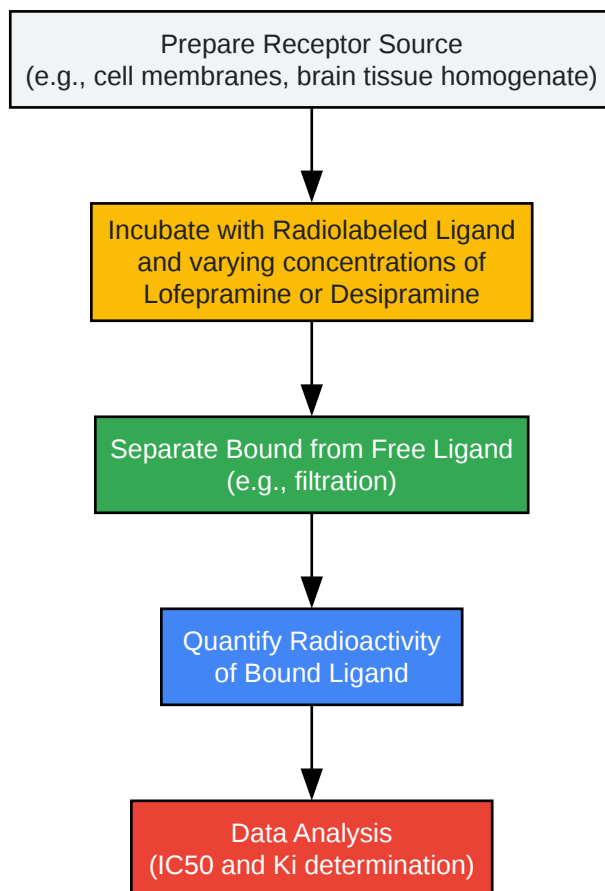 Prepare Receptor Source
(e.g., cell membranes, brain tissue homogenate)
Incubate with Radiolabeled Ligand
and varying concentrations of
Lofepramine or Desipramine
Separate Bound from Free Ligand
(e.g., filtration)
Quantify Radioactivity
of Bound Ligand
Data Analysis
(IC50 and Ki determination)